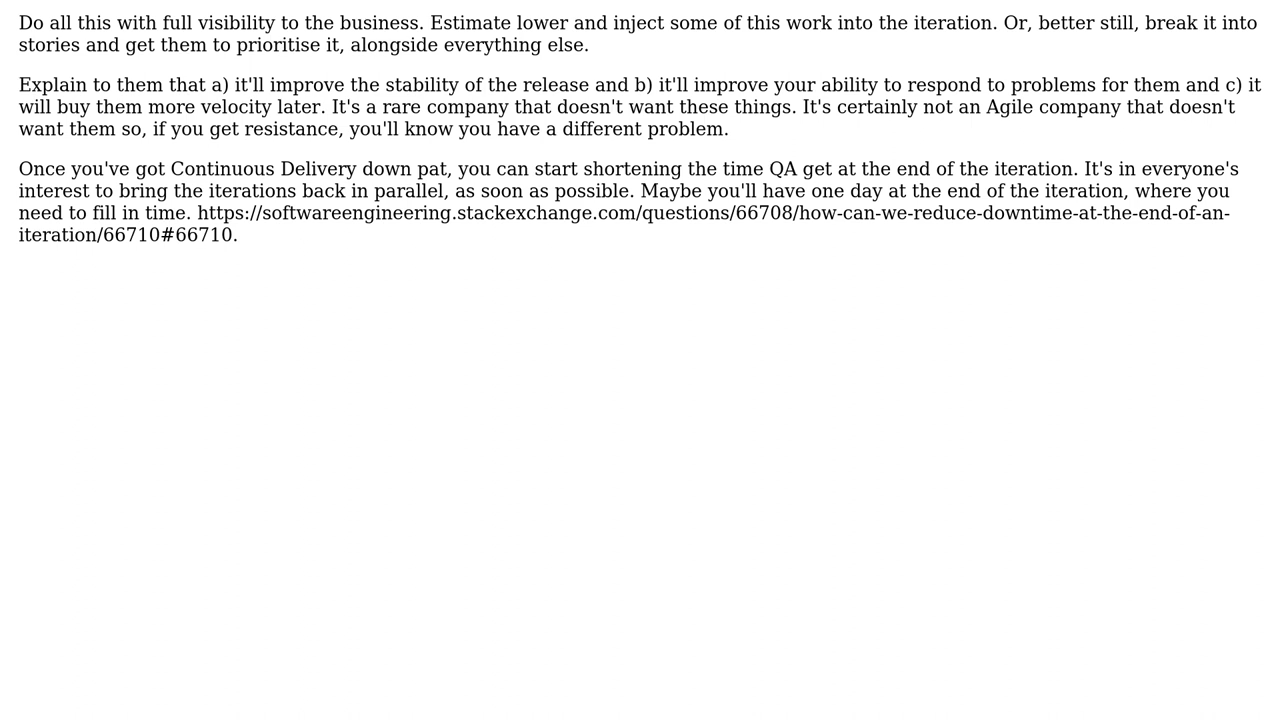 Do all this with full visibility to the business. Estimate lower and inject some of this work into the iteration. Or, better still, break it into
stories and get them to prioritise it, alongside everything else.
Explain to them that a) it'll improve the stability of the release and b) it'll improve your ability to respond to problems for them and c) it
will buy them more velocity later. It's a rare company that doesn't want these things. It's certainly not an Agile company that doesn't
want them so, if you get resistance, you'll know you have a different problem.
Once you've got Continuous Delivery down pat, you can start shortening the time QA get at the end of the iteration. It's in everyone's
interest to bring the iterations back in parallel, as soon as possible. Maybe you'll have one day at the end of the iteration, where you
need to fill in time. https://softwareengineering.stackexchange.com/questions/66708/how-can-we-reduce-downtime-at-the-end-of-an-
iteration/66710#66710.